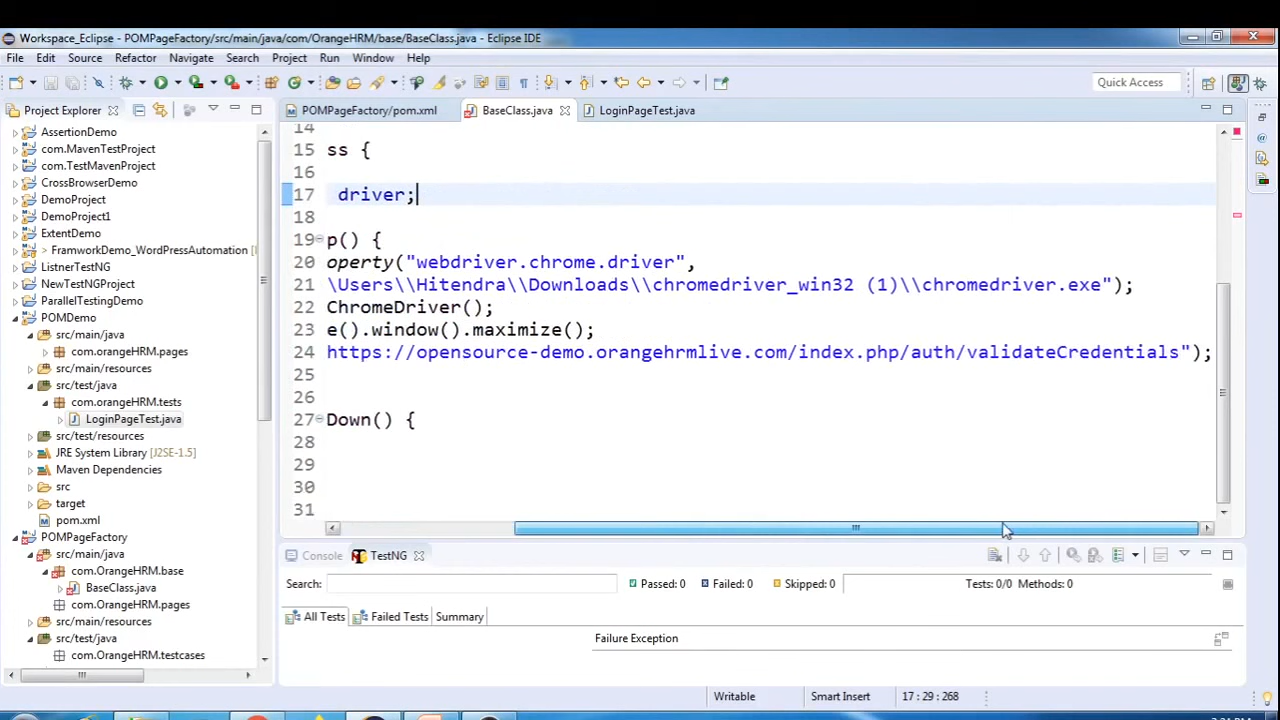 Workspace_Eclipse - POMPageFactory/src/main/java/com/OrangeHRM/base/BaseClass.java - Eclipse IDE
File Edit Source Refactor Navigate Search Project Run Window Help
Quick Access
Project Explorer
POMPageFactory/pom.xml BaseClass.java LoginPageTest.java
AssertionDemo
com.MavenTestProject
com.TestMavenProject
CrossBrowserDemo
DemoProject
DemoProject1
ExtentDemo
> FramworkDemo_WordPressAutomation [
ListnerTestNG
NewTestNGProject
ParallelTestingDemo
POMDemo
src/main/java
com.orangeHRM.pages
src/main/resources
src/test/java
com.orangeHRM.tests
LoginPageTest.java
src/test/resources
JRE System Library [J2SE-1.5]
Maven Dependencies
src
target
pom.xml
POMPageFactory
src/main/java
com.OrangeHRM.base
BaseClass.java
com.OrangeHRM.pages
src/main/resources
src/test/java
com.OrangeHRM.testcases
14
15 ss {
16
17 driver;
18
19 p() {
20 operty("webdriver.chrome.driver",
21 \Users\\Hitendra\\Downloads\\chromedriver_win32 (1)\\chromedriver.exe");
22 ChromeDriver();
23 e().window().maximize();
24 https://opensource-demo.orangehrmlive.com/index.php/auth/validateCredentials");
25
26
27 Down() {
28
29
30
31
Console TestNG
Search: Passed: 0 Failed: 0 Skipped: 0 Tests: 0/0 Methods: 0
All Tests Failed Tests Summary
Failure Exception
Writable Smart Insert 17 : 29 : 268